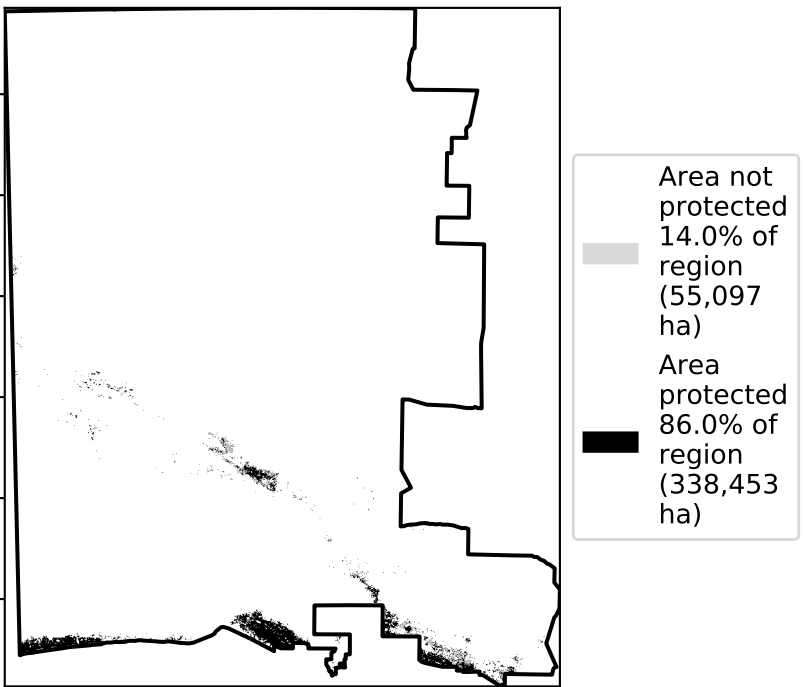 Area not
protected
14.0% of
region
(55,097
ha)
Area
protected
86.0% of
region
(338,453
ha)